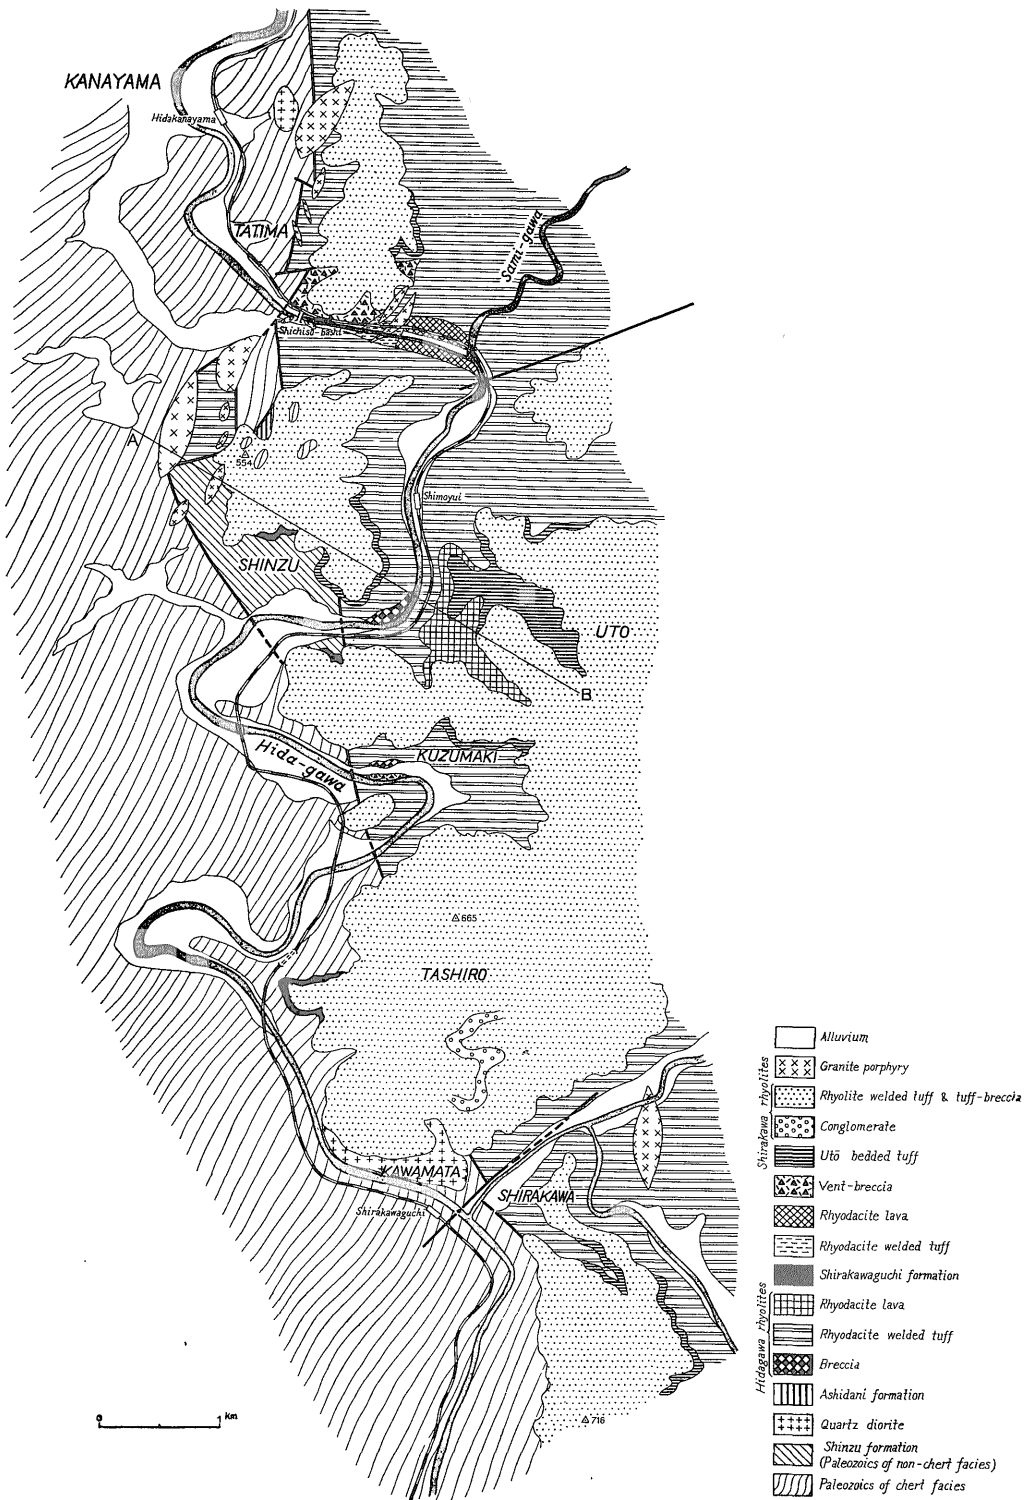 KANAYAMA
Hidakanayama
TATIMA
Sami-gawa
Shichisō-bashi
A
554
Shimoyui
SHINZU
UTO
B
KUZUMAKI
Hida-gawa
665
TASHIRO
KAWAMATA
SHIRAKAWA
Shirakawaguchi
716
0 1 km
Shirakawa rhyolites
Hidagawa rhyolites
Alluvium
Granite porphyry
Rhyolite welded tuff & tuff-breccia
Conglomerate
Utō bedded tuff
Vent-breccia
Rhyodacite lava
Rhyodacite welded tuff
Shirakawaguchi formation
Rhyodacite lava
Rhyodacite welded tuff
Breccia
Ashidani formation
Quartz diorite
Shinzu formation
(Paleozoics of non-chert facies)
Paleozoics of chert facies